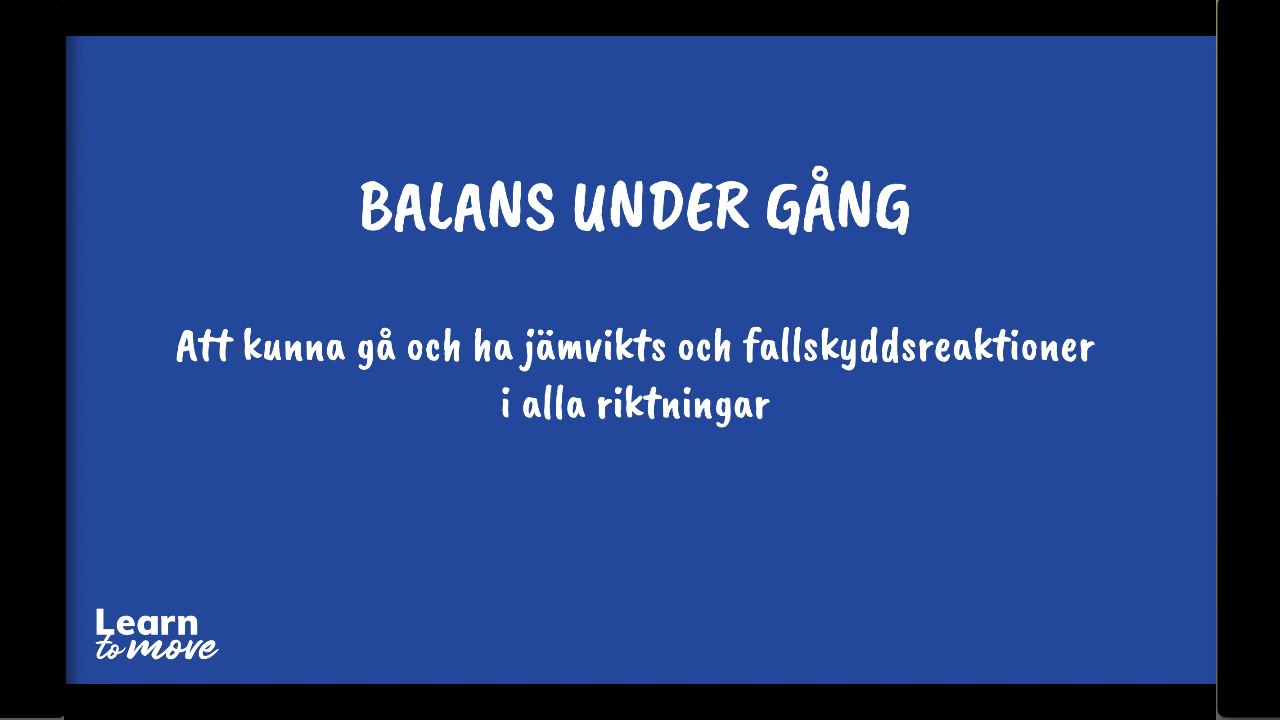 BALANS UNDER GÅNG
Att kunna gå och ha jämvikts och fallskyddsreaktioner
i alla riktningar
Learn
to move